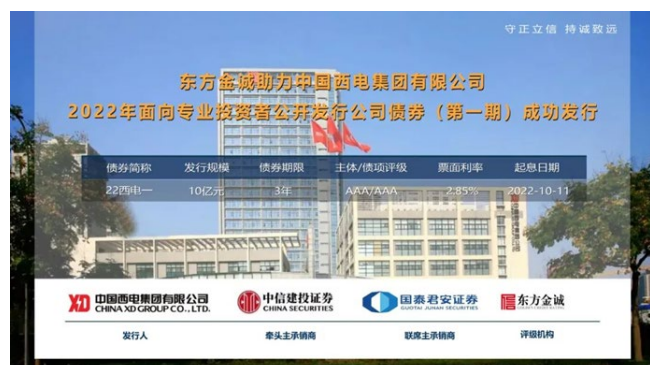 守正立信 持诚致远
东方金诚助力中国西电集团有限公司
2022年面向专业投资者公开发行公司债券（第一期）成功发行
债券简称 发行规模 债券期限 主体/债项评级 票面利率 起息日期
22西电一 10亿元 3年 AAA/AAA 2.85% 2022-10-11
XD 中国西电集团有限公司 中信建投证券 国泰君安证券 东方金诚
CHINA XD GROUP CO., LTD. CHINA SECURITIES GUOTAI JUNAN SECURITIES
发行人 牵头主承销商 联席主承销商 评级机构